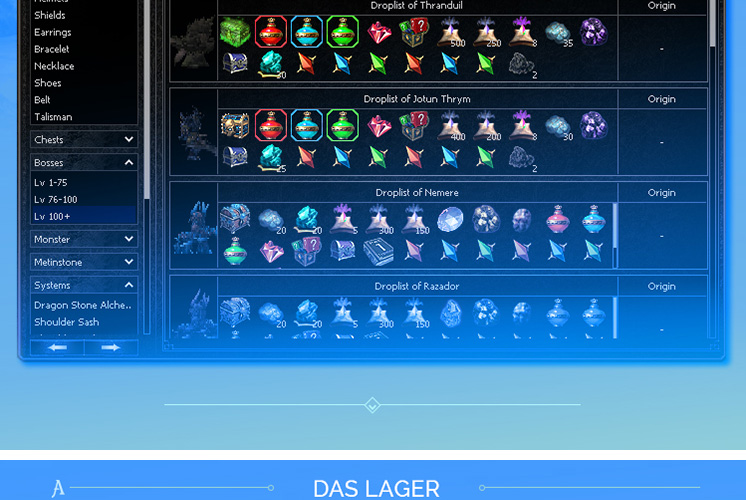 Helmets
Shields
Earrings
Bracelet
Necklace
Shoes
Belt
Talisman
Chests
Bosses
Lv 1-75
Lv 76-100
Lv 100+
Monster
Metinstone
Systems
Dragon Stone Alche..
Shoulder Sash
Droplist of Thranduil
Origin
500 250 8 35
-
30 2
Droplist of Jotun Thrym
Origin
400 200 8 30
-
25 2
Droplist of Nemere
Origin
20 20 5 300 150
-
Droplist of Razador
Origin
20 20 5 300 150
-
DAS LAGER